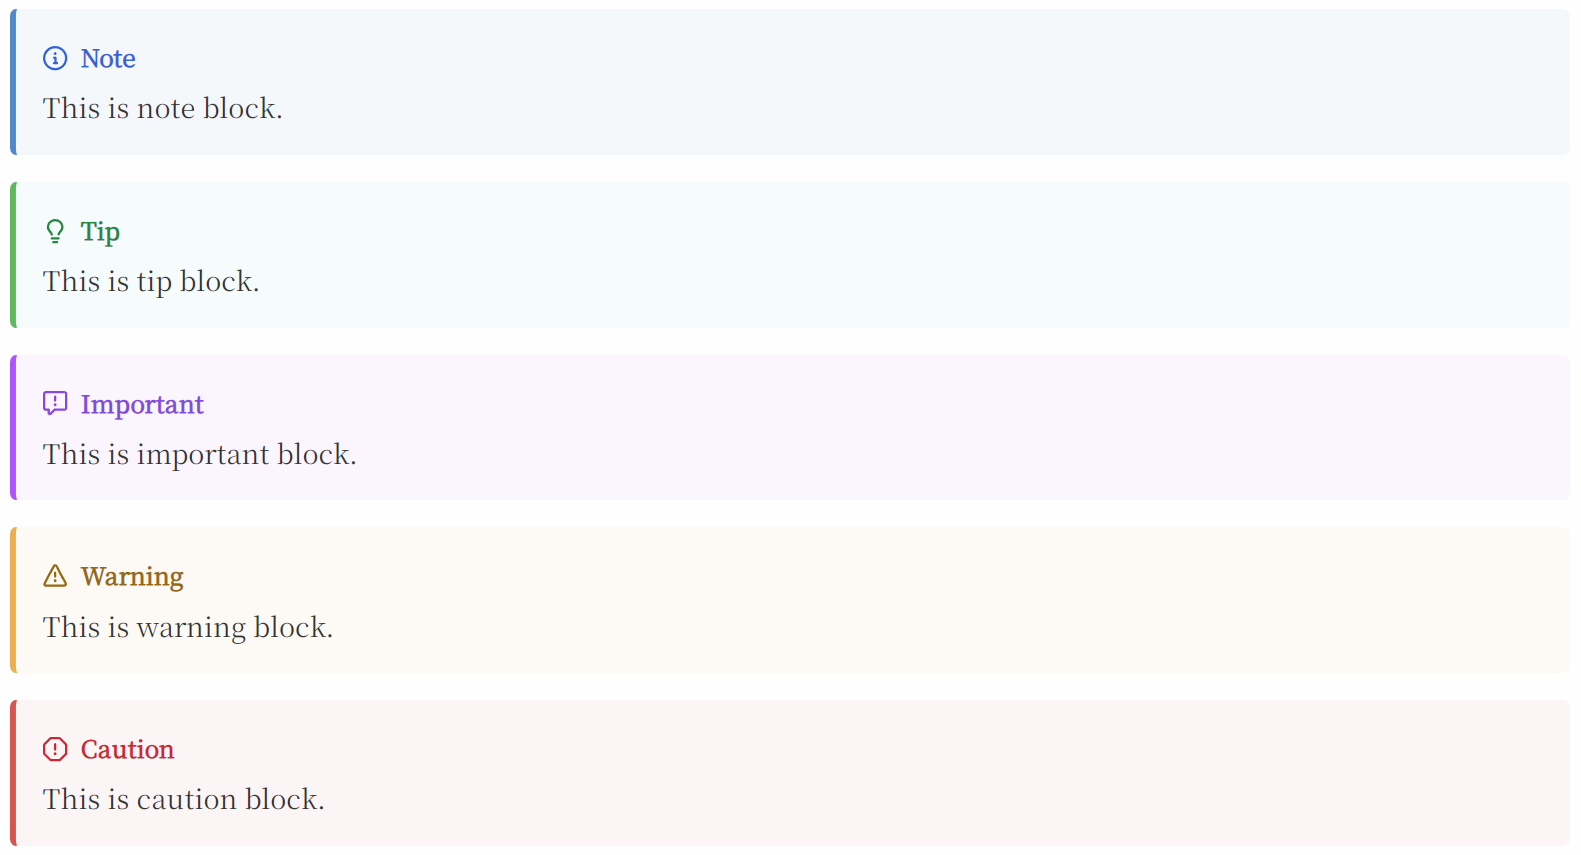 Note
This is note block.
Tip
This is tip block.
Important
This is important block.
Warning
This is warning block.
Caution
This is caution block.